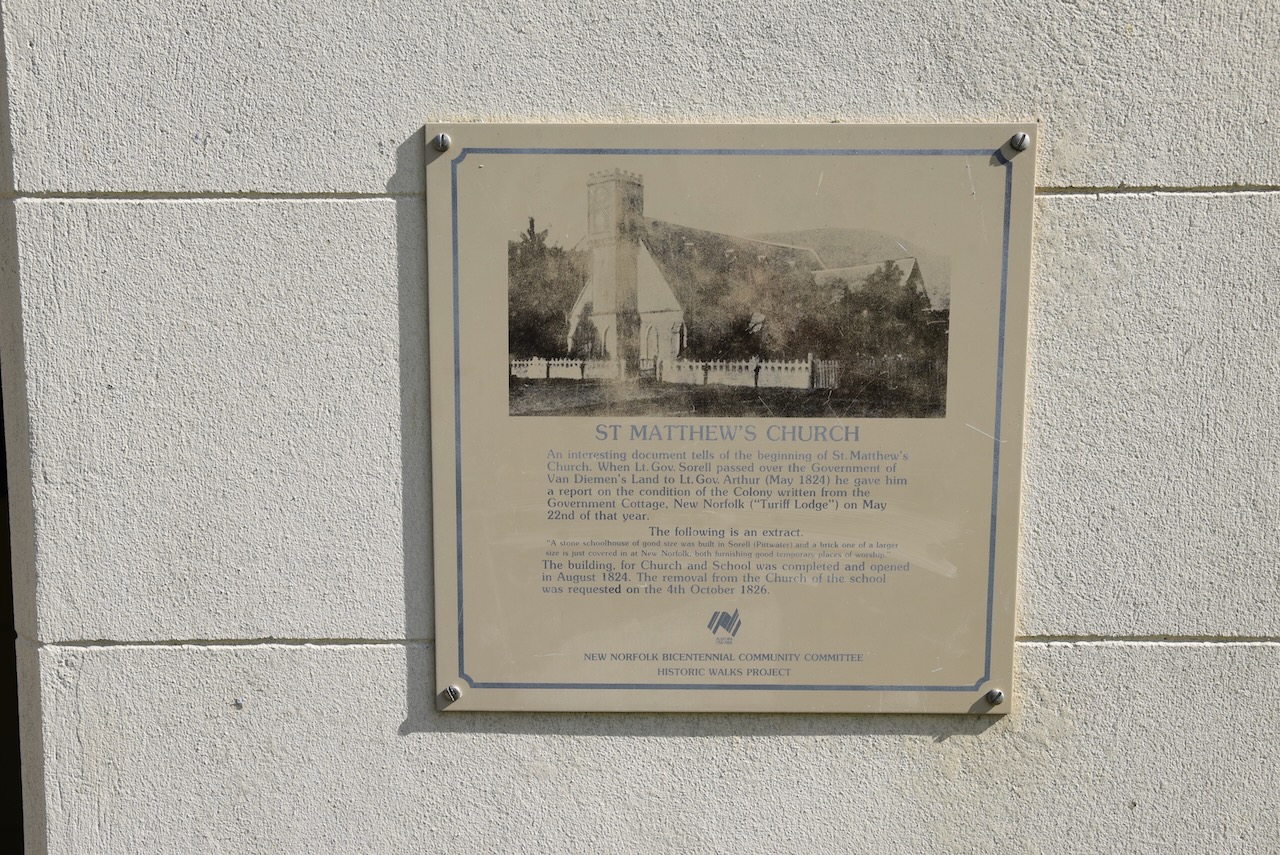 ST MATTHEW'S CHURCH
An interesting document tells of the beginning of St. Matthew's
Church. When Lt. Gov. Sorell passed over the Government of
Van Diemen's Land to Lt. Gov. Arthur (May 1824) he gave him
a report on the condition of the Colony written from the
Government Cottage, New Norfolk ("Turiff Lodge") on May
22nd of that year.
The following is an extract.
"A stone schoolhouse of good size was built in Sorell (Pittwater) and a brick one of a larger
size is just covered in at New Norfolk, both furnishing good temporary places of worship."
The building, for Church and School was completed and opened
in August 1824. The removal from the Church of the school
was requested on the 4th October 1826.
NEW NORFOLK BICENTENNIAL COMMUNITY COMMITTEE
HISTORIC WALKS PROJECT